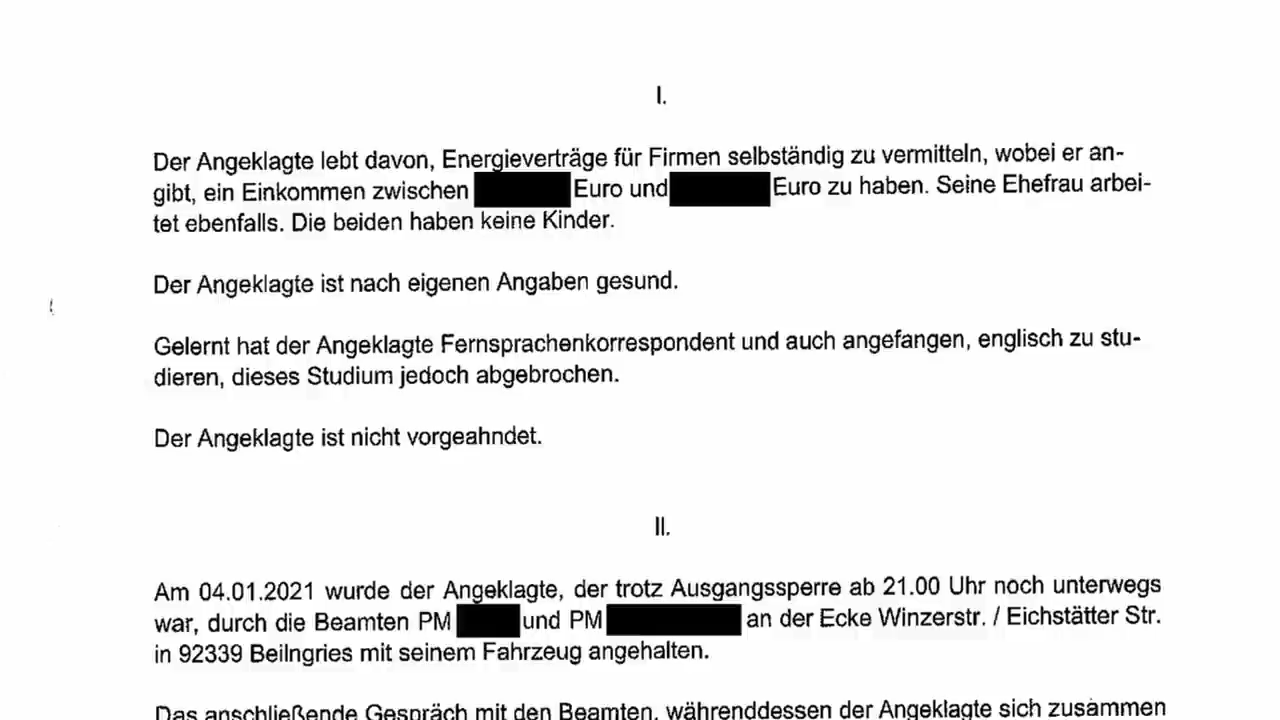 I.
Der Angeklagte lebt davon, Energieverträge für Firmen selbständig zu vermitteln, wobei er an-
gibt, ein Einkommen zwischen Euro und Euro zu haben. Seine Ehefrau arbei-
tet ebenfalls. Die beiden haben keine Kinder.
Der Angeklagte ist nach eigenen Angaben gesund.
Gelernt hat der Angeklagte Fernsprachenkorrespondent und auch angefangen, englisch zu stu-
dieren, dieses Studium jedoch abgebrochen.
Der Angeklagte ist nicht vorgeahndet.
II.
Am 04.01.2021 wurde der Angeklagte, der trotz Ausgangssperre ab 21.00 Uhr noch unterwegs
war, durch die Beamten PM und PM an der Ecke Winzerstr. / Eichstätter Str.
in 92339 Beilngries mit seinem Fahrzeug angehalten.
Das anschließende Gespräch mit den Beamten, währenddessen der Angeklagte sich zusammen